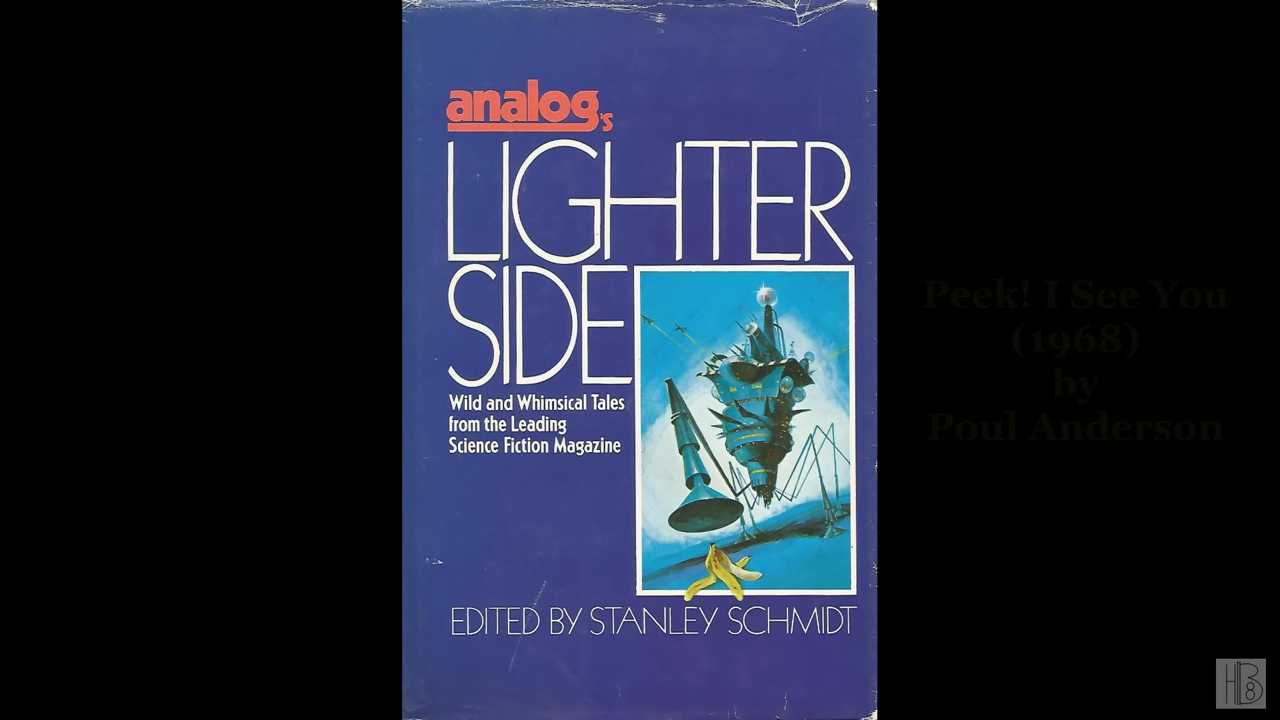 analog's
LIGHTER
SIDE
Wild and Whimsical Tales
from the Leading
Science Fiction Magazine
EDITED BY STANLEY SCHMIDT
Peek! I See You
(1968)
by
Poul Anderson
HB8